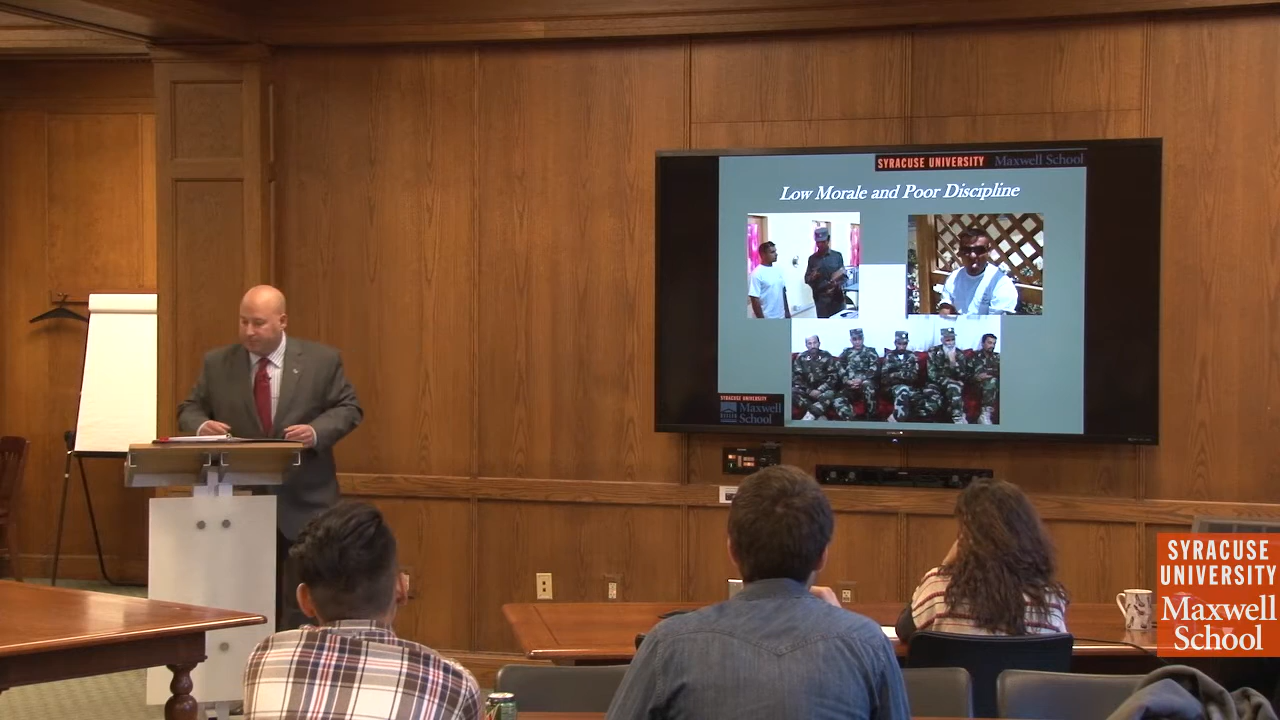 SYRACUSE UNIVERSITY Maxwell School
Low Morale and Poor Discipline
SYRACUSE UNIVERSITY
Maxwell
School
SYRACUSE
UNIVERSITY
Maxwell
School